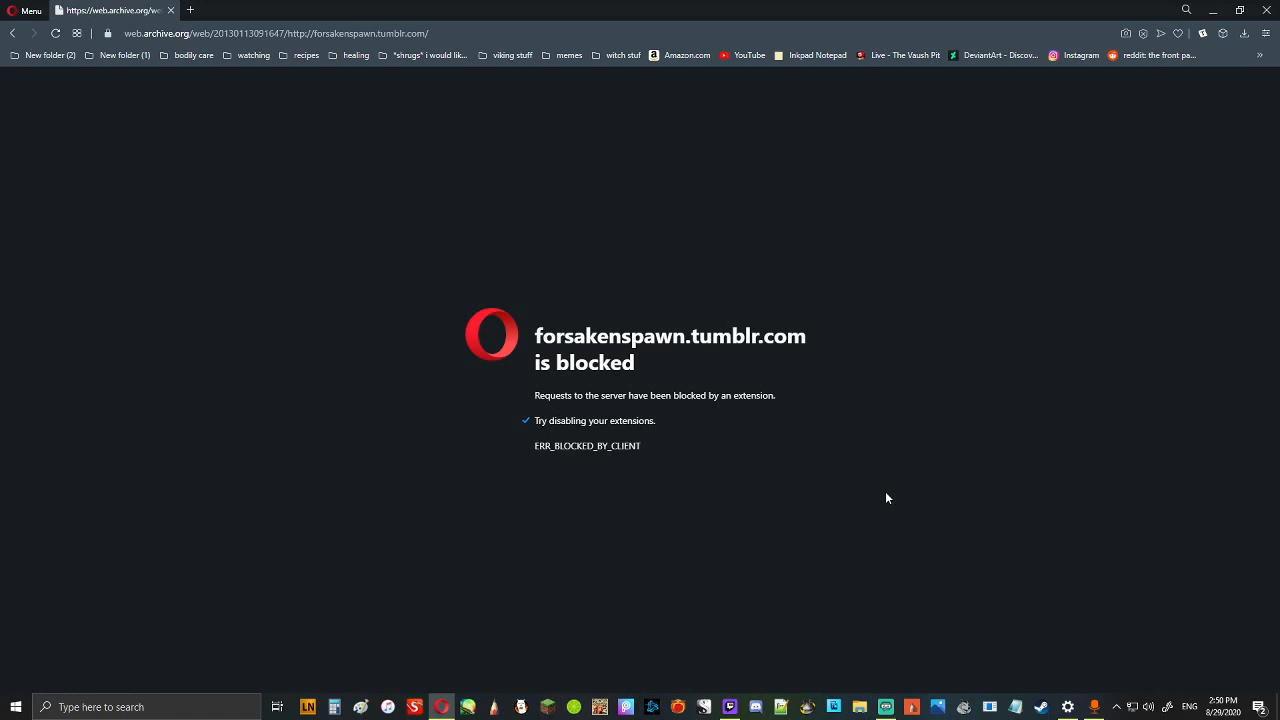 Menu
https://web.archive.org/we
web.archive.org/web/20130113091647/http://forsakenspawn.tumblr.com/
New folder (2)
New folder (1)
bodily care
watching
recipes
healing
*shrugs* i would lik...
viking stuff
memes
witch stuf
Amazon.com
YouTube
Inkpad Notepad
Live - The Vaush Pit
DeviantArt - Discov...
Instagram
reddit: the front pa...
forsakenspawn.tumblr.com
is blocked
Requests to the server have been blocked by an extension.
Try disabling your extensions.
ERR_BLOCKED_BY_CLIENT
Type here to search
LN
ENG
2:50 PM
8/29/2020